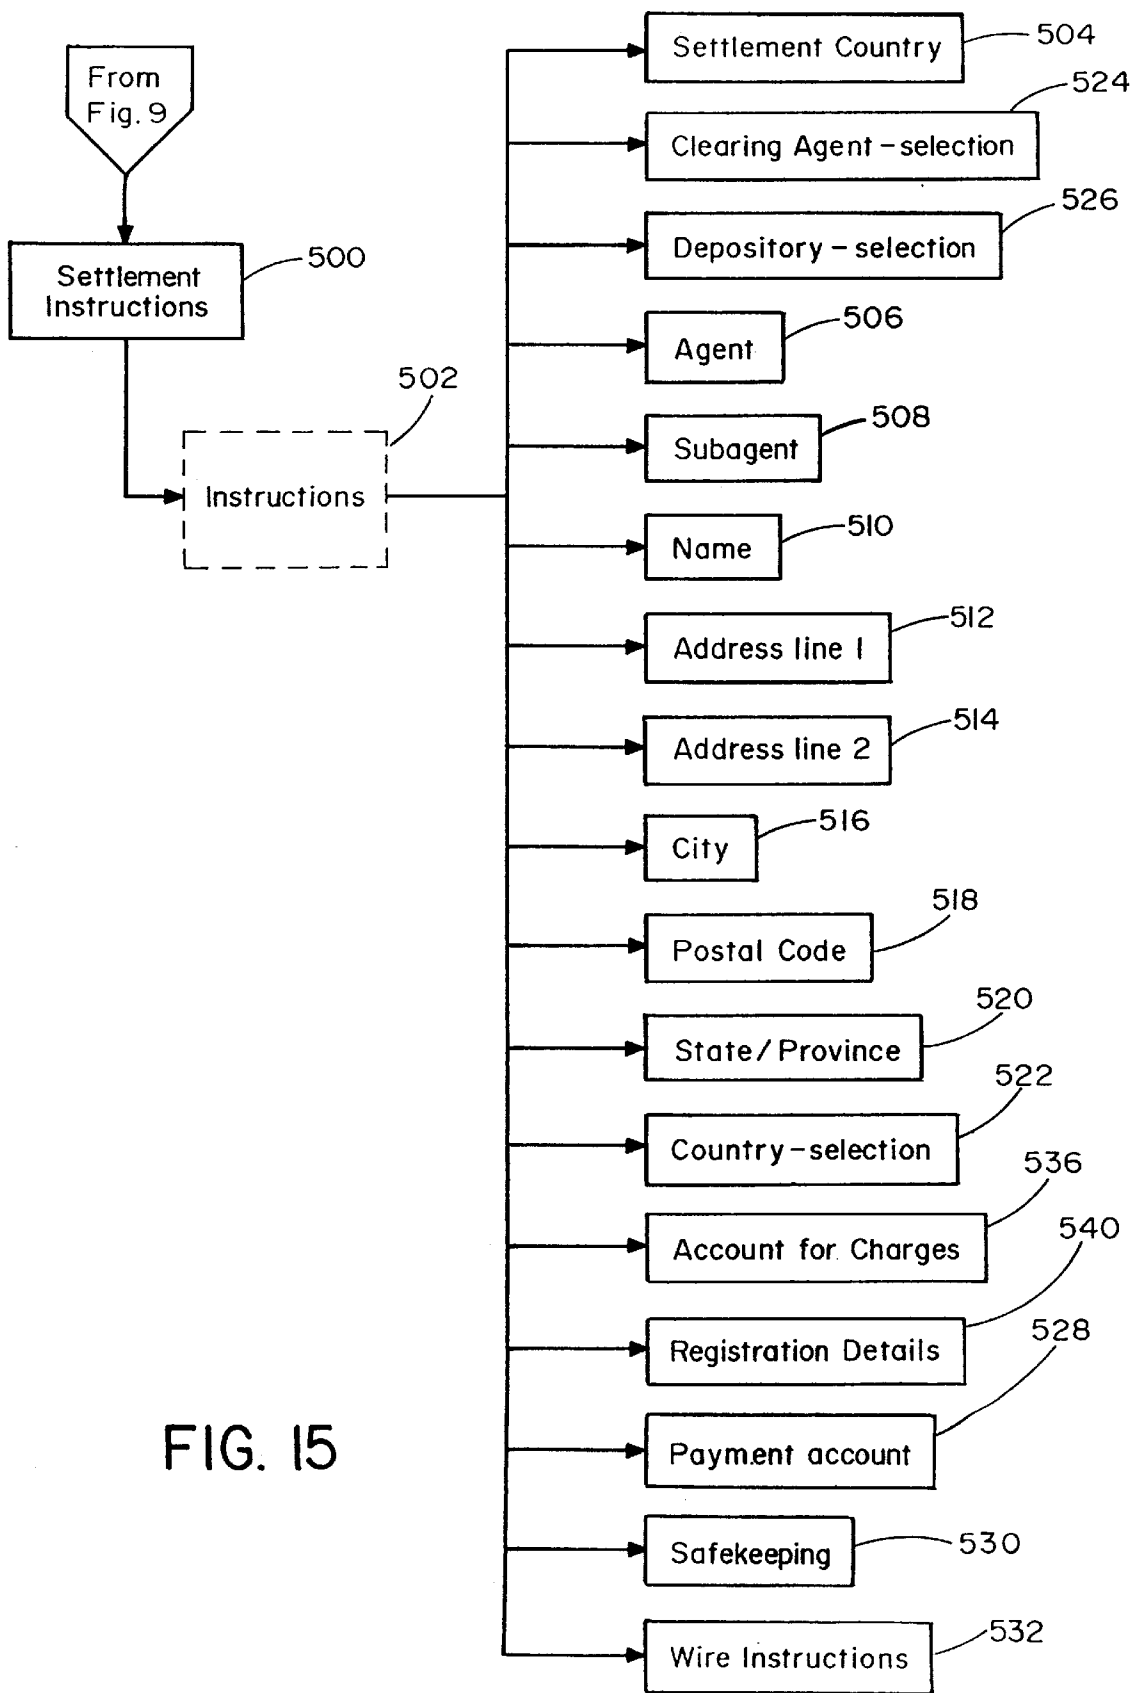 From
Fig. 9
Settlement
Instructions
500
502
Instructions
Settlement Country
504
524
Clearing Agent-selection
526
Depository-selection
506
Agent
508
Subagent
510
Name
512
Address line 1
514
Address line 2
516
City
518
Postal Code
520
State/Province
522
Country-selection
536
Account for Charges
540
Registration Details
528
Payment account
530
Safekeeping
532
Wire Instructions
FIG. 15